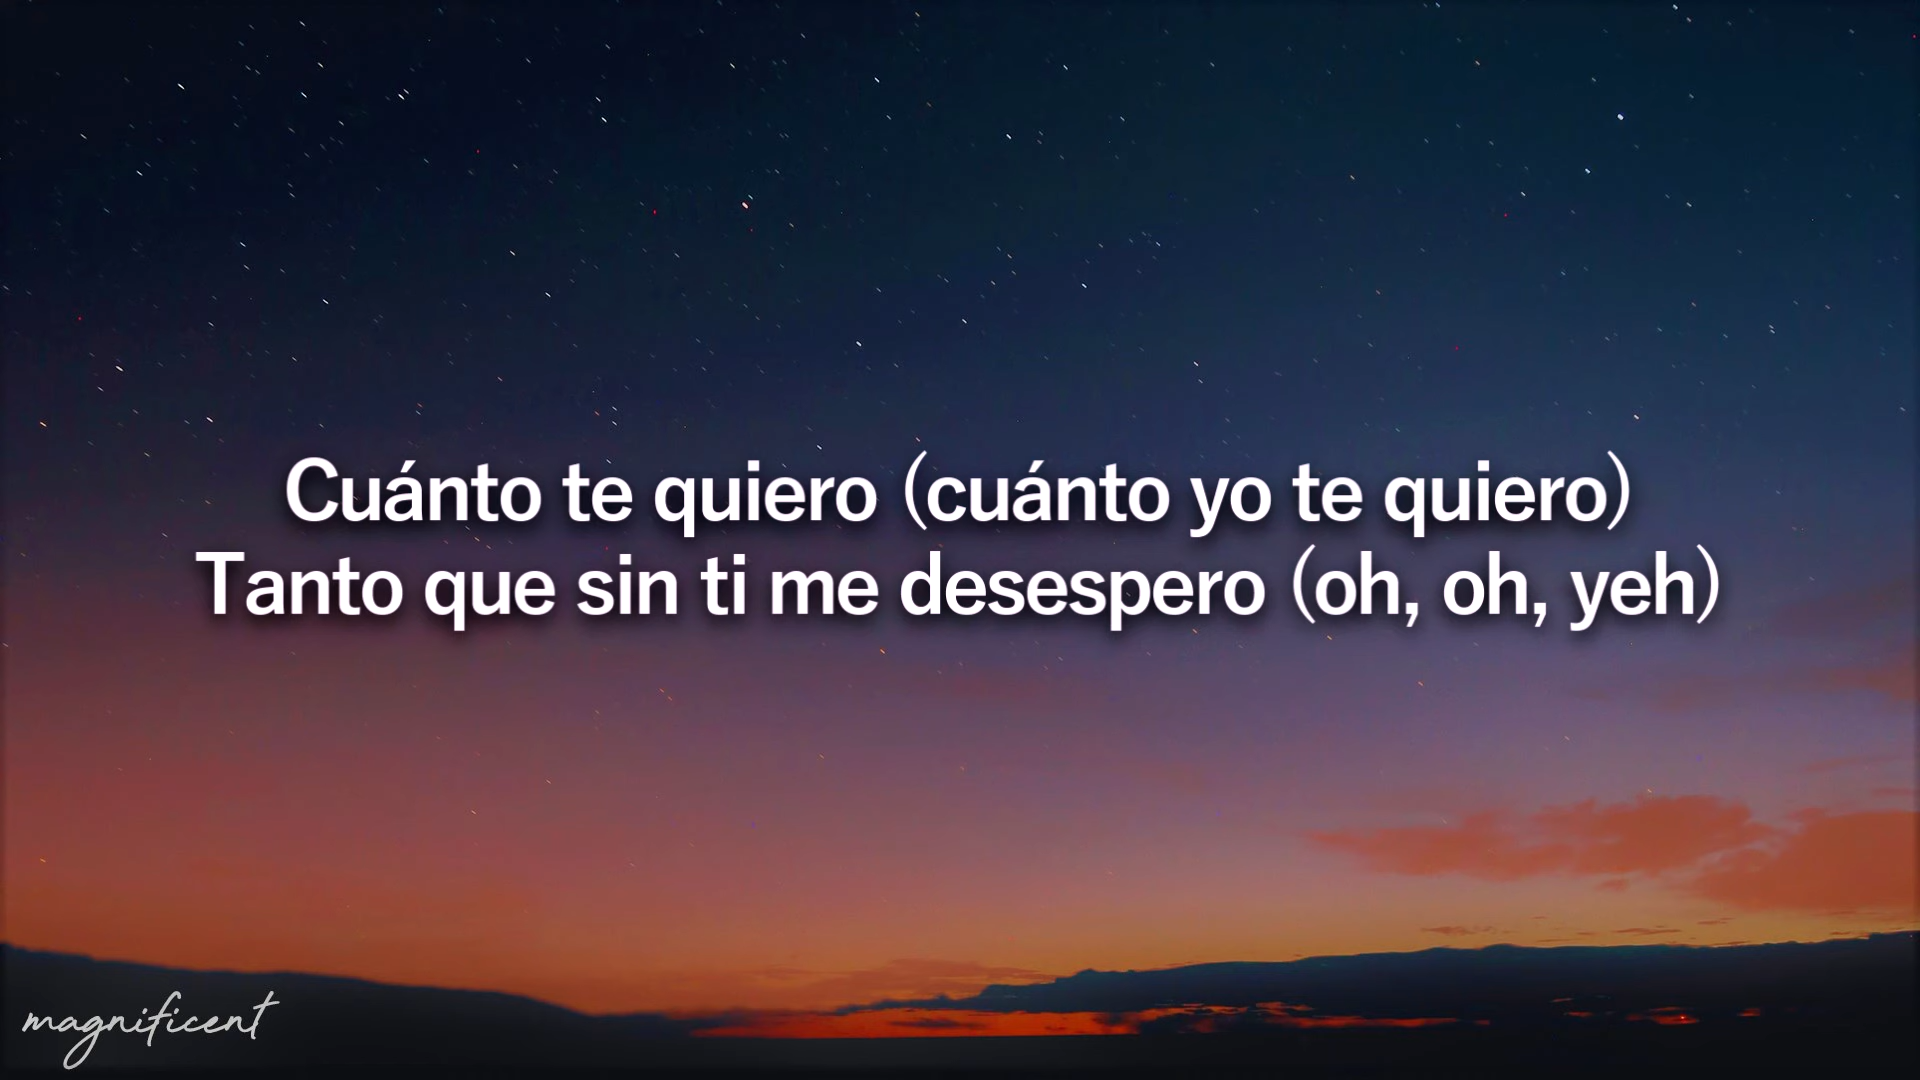 Cuánto te quiero (cuánto yo te quiero)
Tanto que sin ti me desespero (oh, oh, yeh)
magnificent